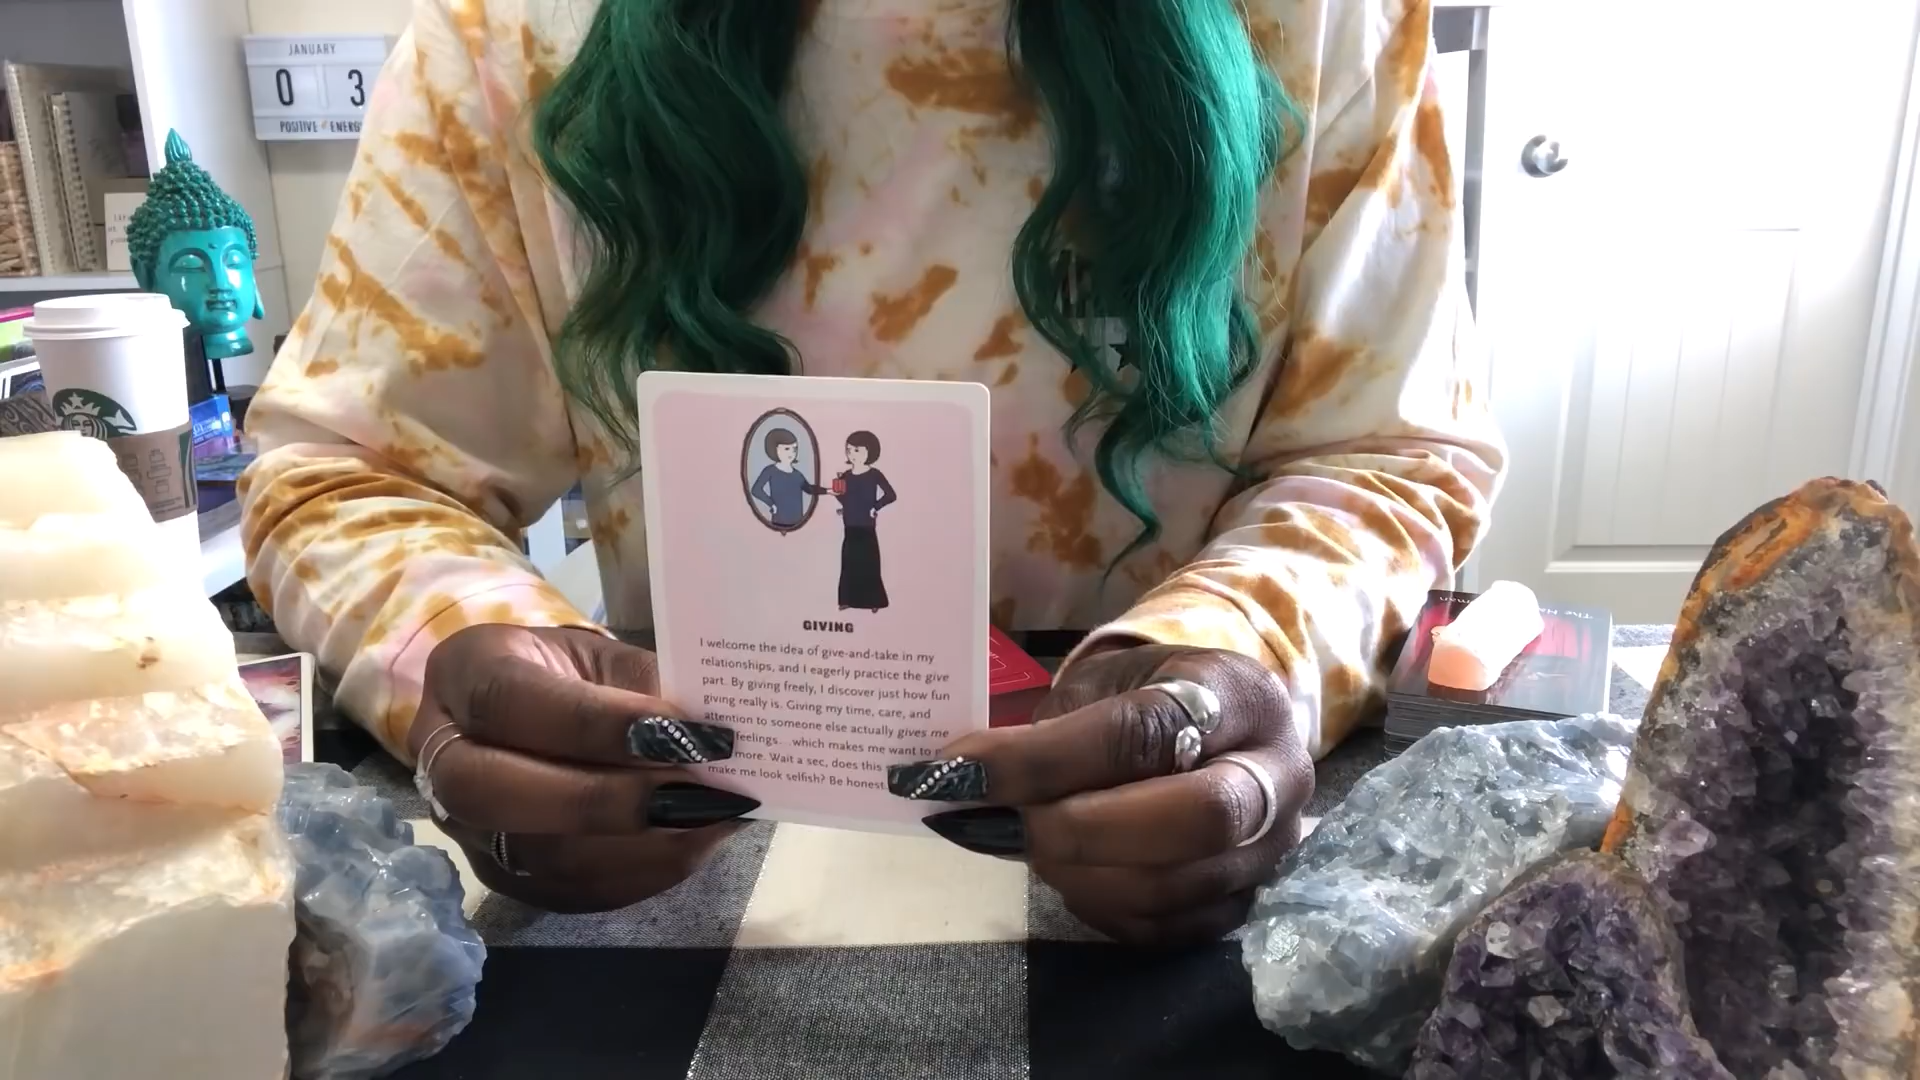 JANUARY
0 3
POSITIVE ENERGY
GIVING
I welcome the idea of give-and-take in my
relationships, and I eagerly practice the give
part. By giving freely, I discover just how fun
giving really is. Giving my time, care, and
attention to someone else actually gives me
feelings... which makes me want to
more. Wait a sec, does this
make me look selfish? Be honest.